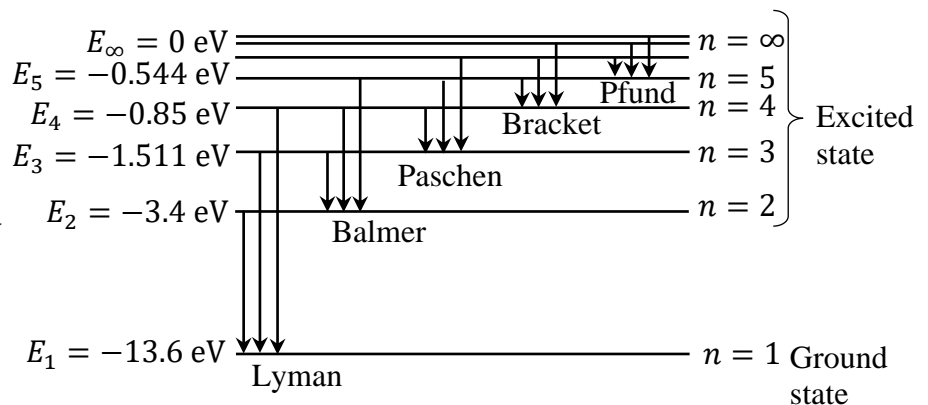 E∞ = 0 eV
n = ∞
E₅ = −0.544 eV
n = 5
Pfund
E₄ = −0.85 eV
n = 4
Bracket
Excited
state
E₃ = −1.511 eV
n = 3
Paschen
E₂ = −3.4 eV
n = 2
Balmer
E₁ = −13.6 eV
n = 1
Ground
state
Lyman